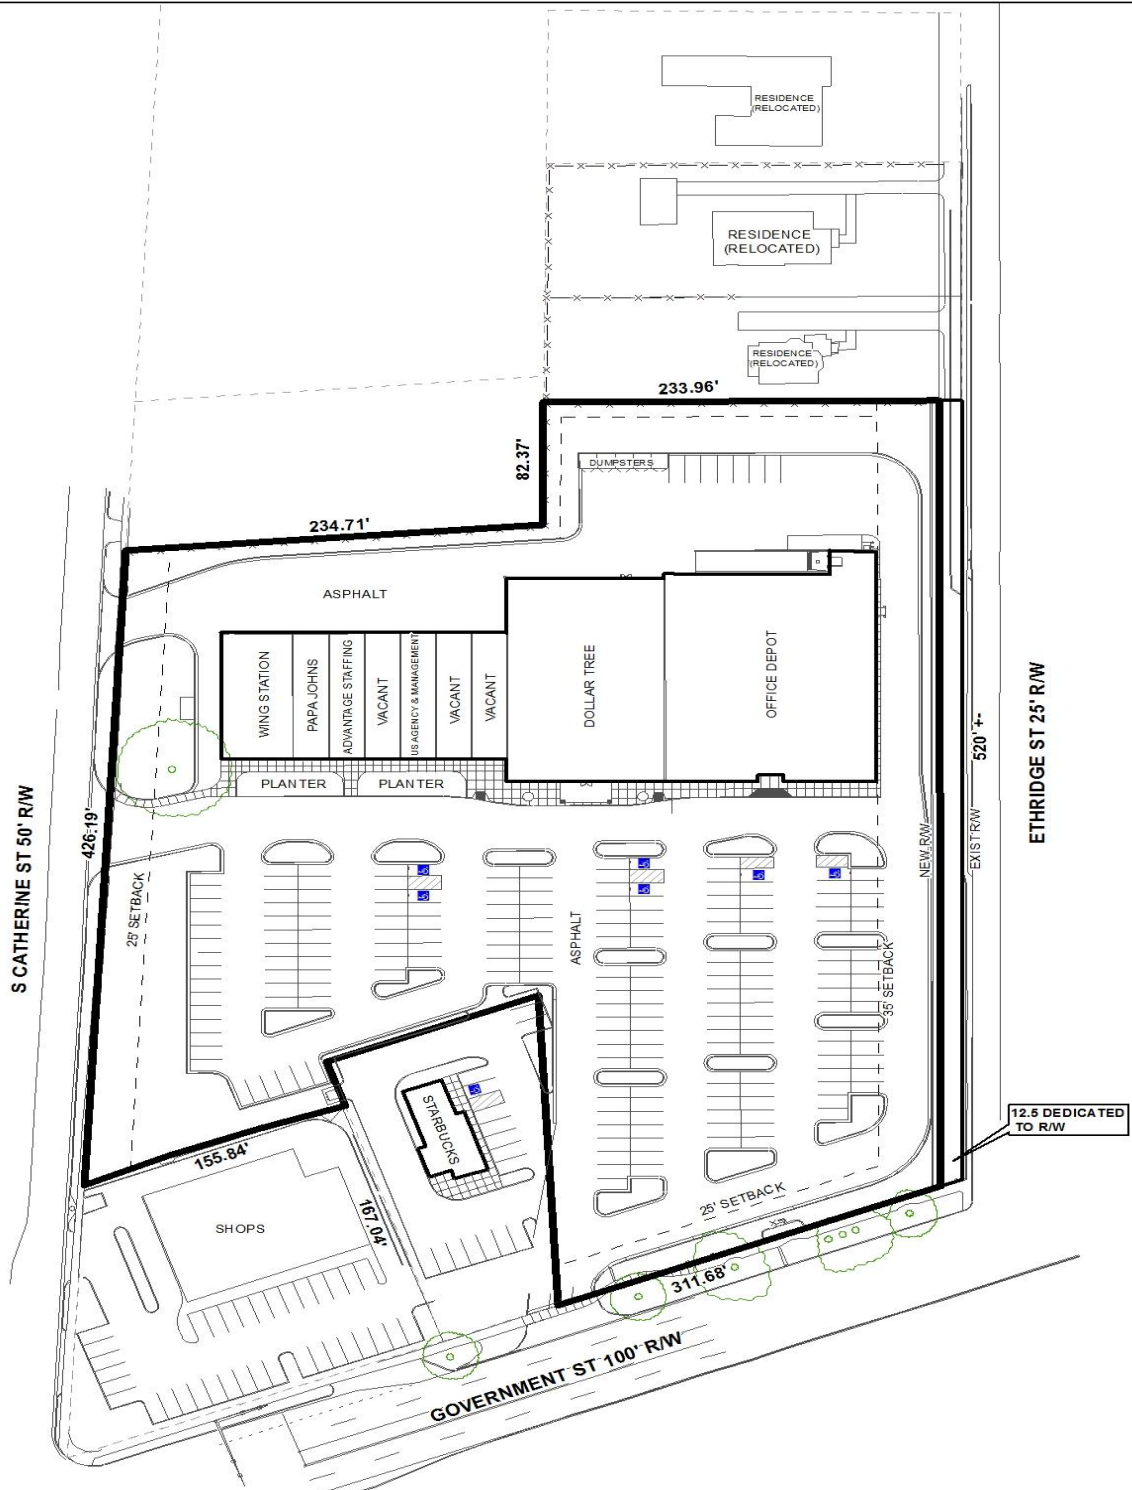 RESIDENCE
(RELOCATED)
RESIDENCE
(RELOCATED)
RESIDENCE
(RELOCATED)
233.96'
82.37'
DUMPSTERS
234.71'
ASPHALT
WING STATION
PAPA JOHNS
ADVANTAGE STAFFING
VACANT
US AGENCY & MANAGEMENT
VACANT
VACANT
DOLLAR TREE
OFFICE DEPOT
PLANTER
PLANTER
S CATHERINE ST 50' R/W
426.19'
25' SETBACK
ASPHALT
35' SETBACK
NEW R/W
EXIST R/W
520' +-
ETHRIDGE ST 25' R/W
12.5 DEDICATED
TO R/W
STARBUCKS
155.84'
167.04'
SHOPS
25' SETBACK
311.68'
GOVERNMENT ST 100' R/W